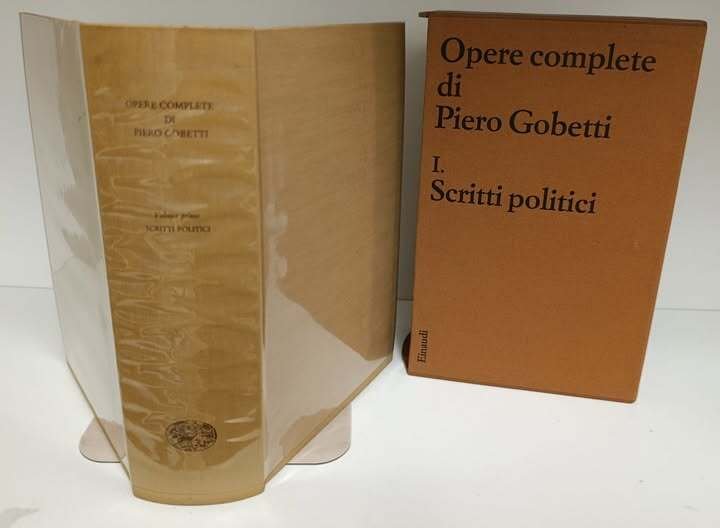 OPERE COMPLETE
DI
PIERO GOBETTI
Volume primo
SCRITTI POLITICI
Opere complete
di
Piero Gobetti
I.
Scritti politici
Einaudi